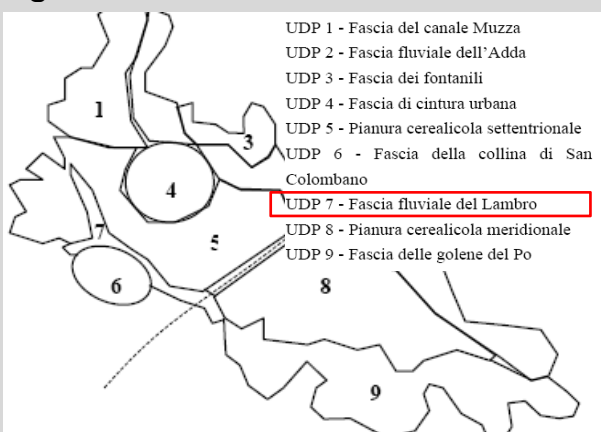 UDP 1 - Fascia del canale Muzza
UDP 2 - Fascia fluviale dell'Adda
UDP 3 - Fascia dei fontanili
UDP 4 - Fascia di cintura urbana
UDP 5 - Pianura cerealicola settentrionale
UDP 6 - Fascia della collina di San
Colombano
UDP 7 - Fascia fluviale del Lambro
UDP 8 - Pianura cerealicola meridionale
UDP 9 - Fascia delle golene del Po
1
3
4
7
5
6
8
9